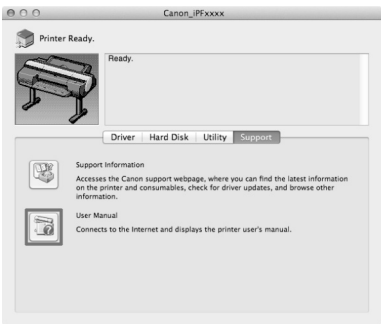 Canon_iPFxxxx
Printer Ready.
Ready.
Driver Hard Disk Utility Support
Support Information
Accesses the Canon support webpage, where you can find the latest information
on the printer and consumables, check for driver updates, and browse other
information.
User Manual
Connects to the Internet and displays the printer user's manual.